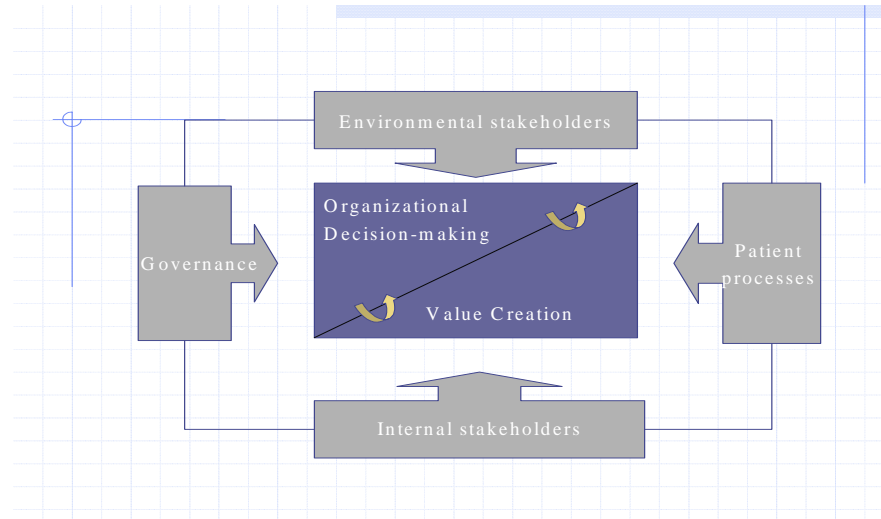 Environmental stakeholders
Organizational
Decision-making
Governance
Patient
processes
Value Creation
Internal stakeholders